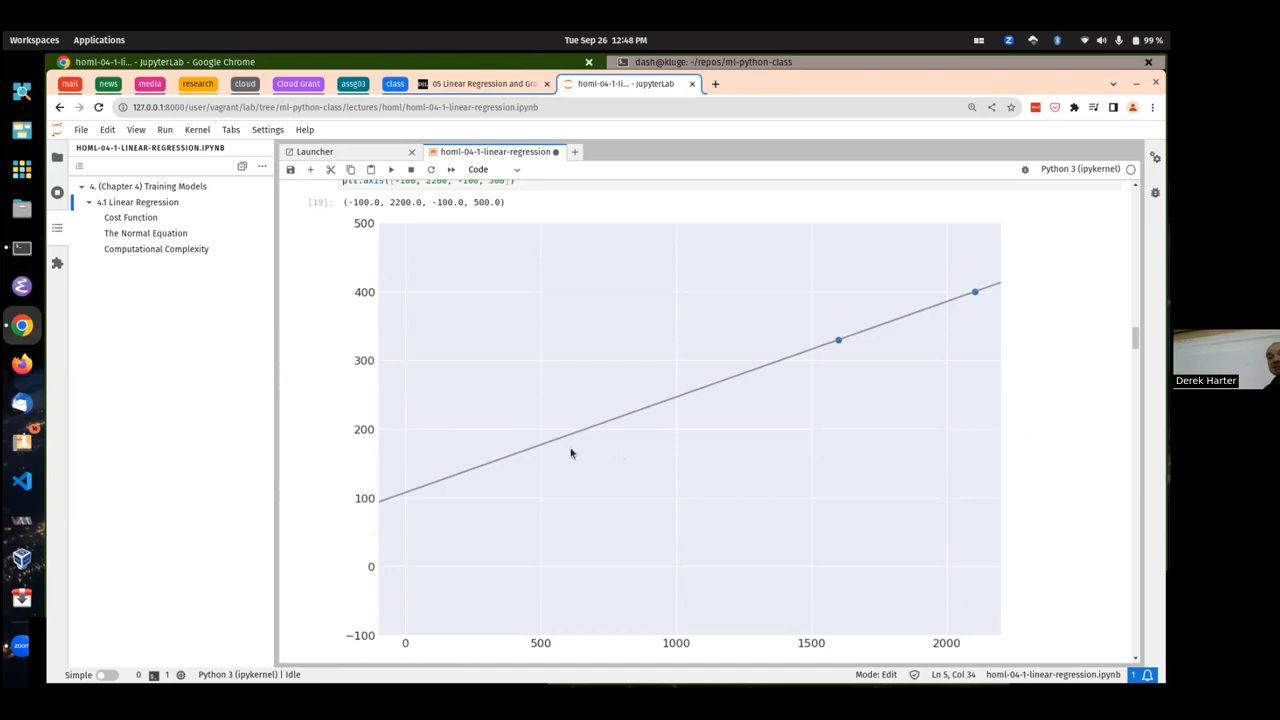 Workspaces Applications Tue Sep 26 12:48 PM 99 %
homl-04-1-li... - JupyterLab - Google Chrome dash@kluge: ~/repos/ml-python-class
mail news media research cloud Cloud Grant assg03 class 05 Linear Regression and Gra homl-04-1-li... - JupyterLab
127.0.0.1:8000/user/vagrant/lab/tree/ml-python-class/lectures/homl/homl-04-1-linear-regression.ipynb
File Edit View Run Kernel Tabs Settings Help
HOML-04-1-LINEAR-REGRESSION.IPYNB
Launcher homl-04-1-linear-regression
Code Python 3 (ipykernel)
4. (Chapter 4) Training Models
4.1 Linear Regression
Cost Function
The Normal Equation
Computational Complexity
plt.axis([-100, 2200, -100, 500])
[19]: (-100.0, 2200.0, -100.0, 500.0)
500
400
300
200
100
0
−100
0 500 1000 1500 2000
Derek Harter
zoom
Simple 0 1 Python 3 (ipykernel) | Idle Mode: Edit Ln 5, Col 34 homl-04-1-linear-regression.ipynb 1